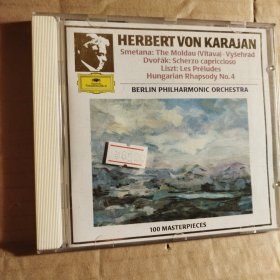 HERBERT VON KARAJAN
Smetana: The Moldau (Vltava) · Vyšehrad
Dvořák: Scherzo capriccioso
Liszt: Les Préludes
Hungarian Rhapsody No. 4
BERLIN PHILHARMONIC ORCHESTRA
100 MASTERPIECES